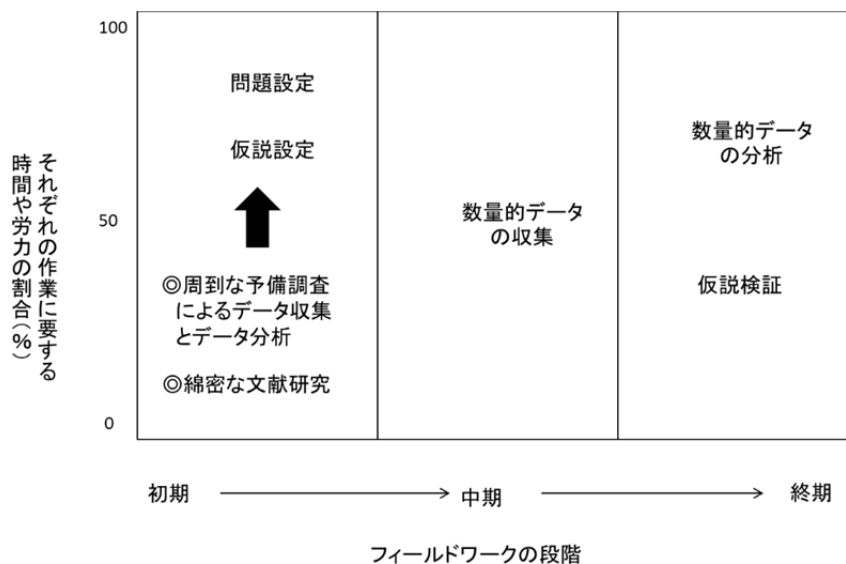 それぞれの作業に要する
時間や労力の割合(%)
100
50
0
問題設定
仮説設定
◎周到な予備調査
によるデータ収集
とデータ分析
◎綿密な文献研究
数量的データ
の収集
数量的データ
の分析
仮説検証
初期
中期
終期
フィールドワークの段階